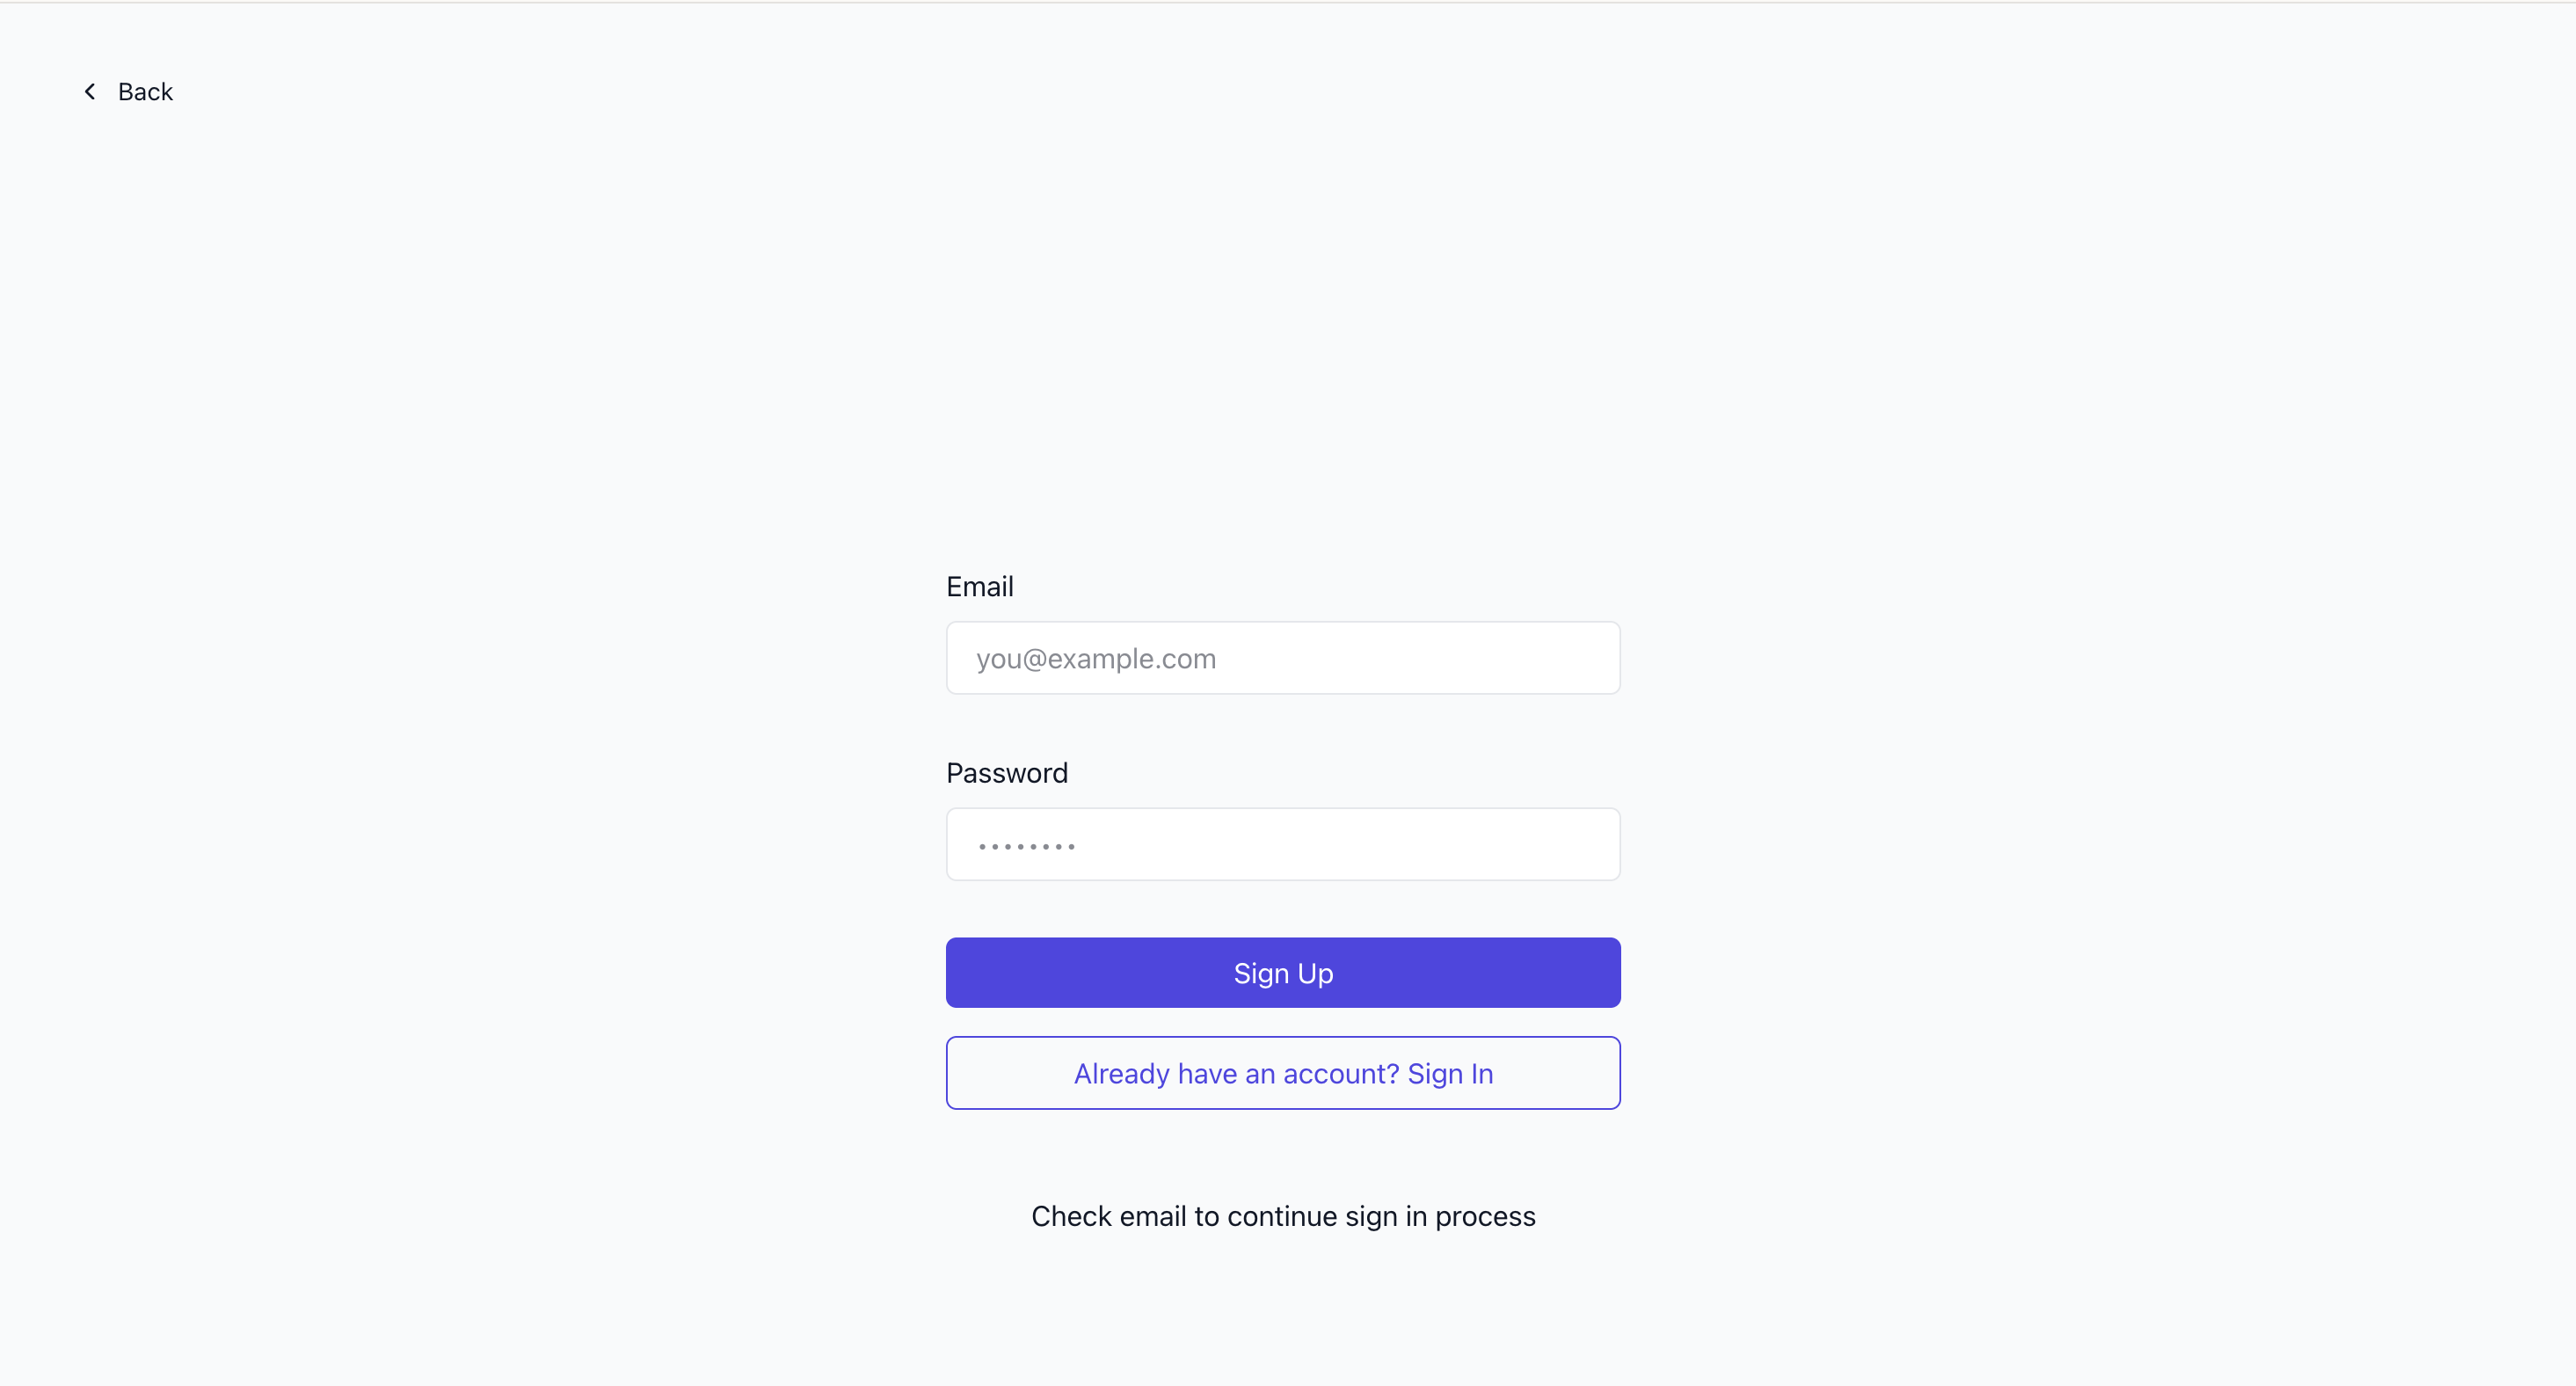 Back
Email
you@example.com
Password
••••••••
Sign Up
Already have an account? Sign In
Check email to continue sign in process